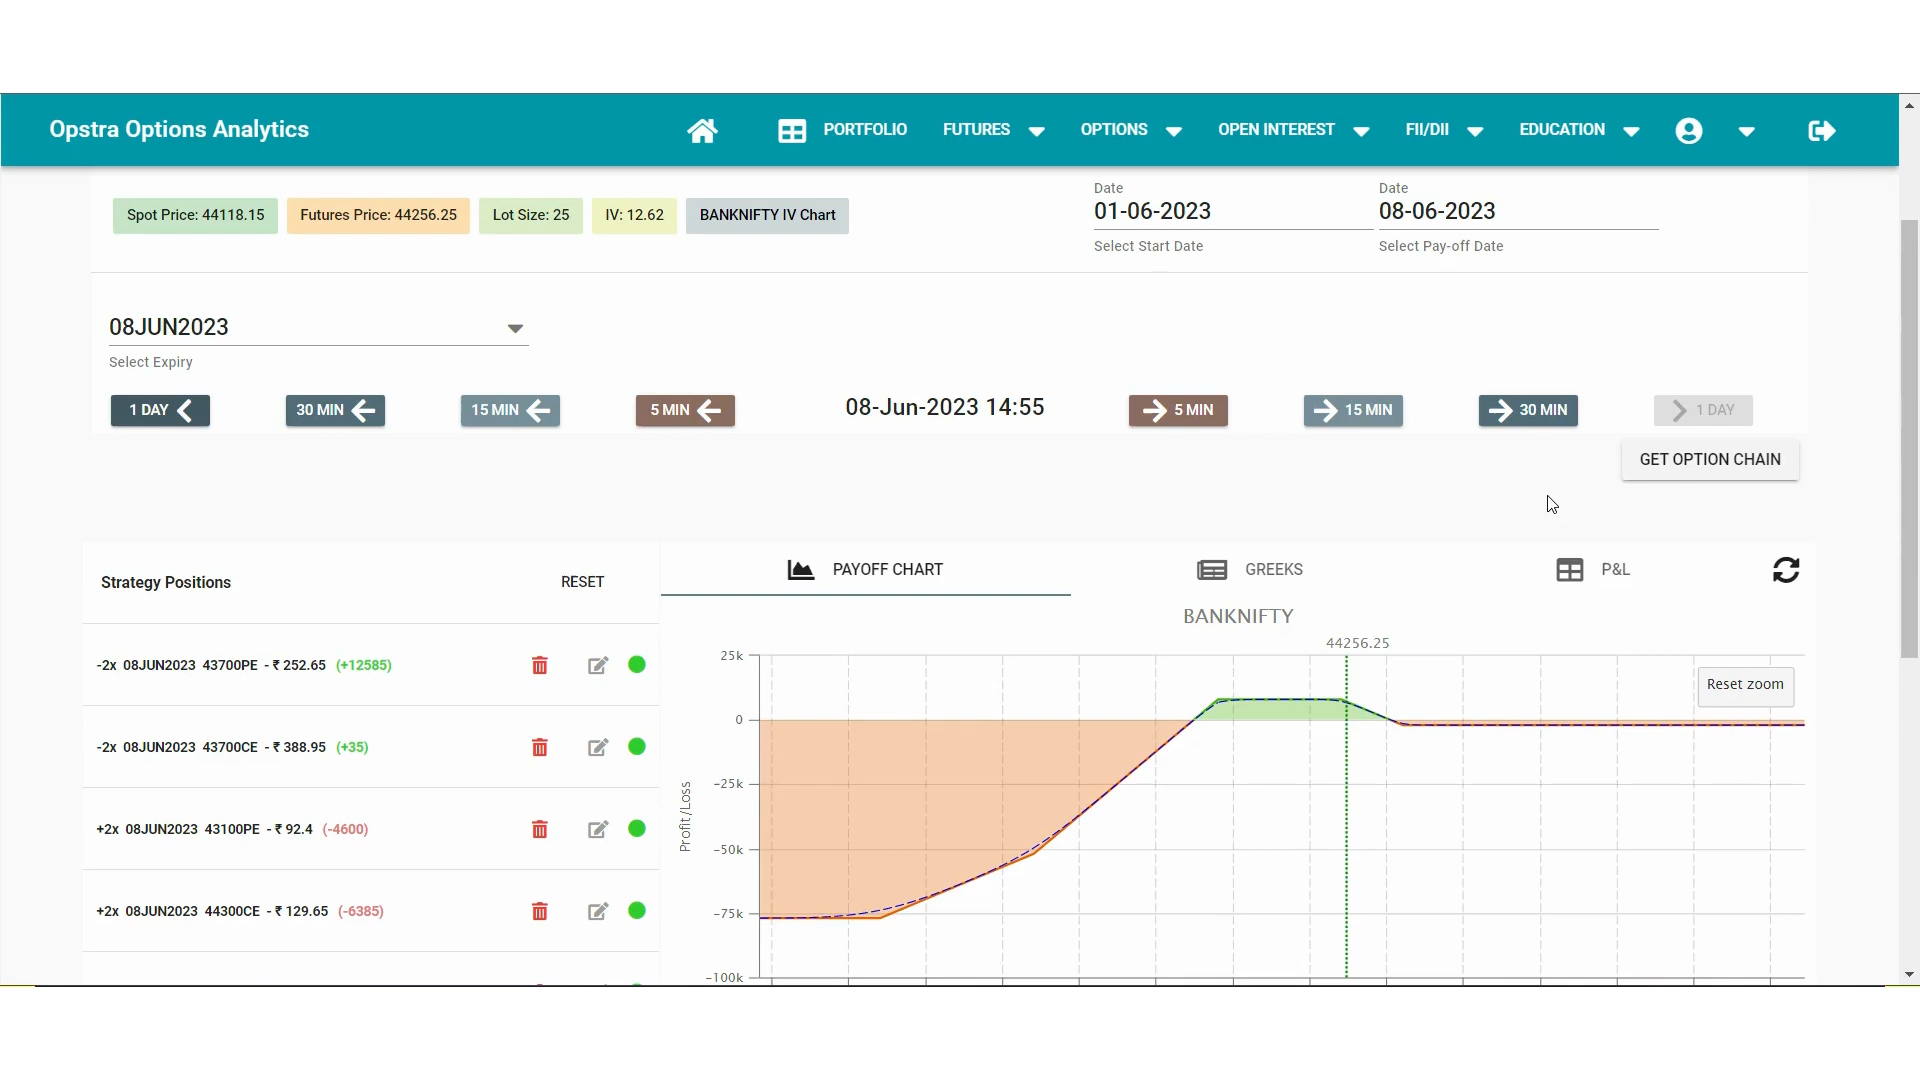 Opstra Options Analytics
PORTFOLIO
FUTURES
OPTIONS
OPEN INTEREST
FII/DII
EDUCATION
Spot Price: 44118.15
Futures Price: 44256.25
Lot Size: 25
IV: 12.62
BANKNIFTY IV Chart
Date
01-06-2023
Select Start Date
Date
08-06-2023
Select Pay-off Date
08JUN2023
Select Expiry
1 DAY
30 MIN
15 MIN
5 MIN
08-Jun-2023 14:55
5 MIN
15 MIN
30 MIN
1 DAY
GET OPTION CHAIN
Strategy Positions
RESET
-2x 08JUN2023 43700PE - ₹ 252.65 (+12585)
-2x 08JUN2023 43700CE - ₹ 388.95 (+35)
+2x 08JUN2023 43100PE - ₹ 92.4 (-4600)
+2x 08JUN2023 44300CE - ₹ 129.65 (-6385)
PAYOFF CHART
GREEKS
P&L
BANKNIFTY
44256.25
Reset zoom
Profit/Loss
25k
0
-25k
-50k
-75k
-100k